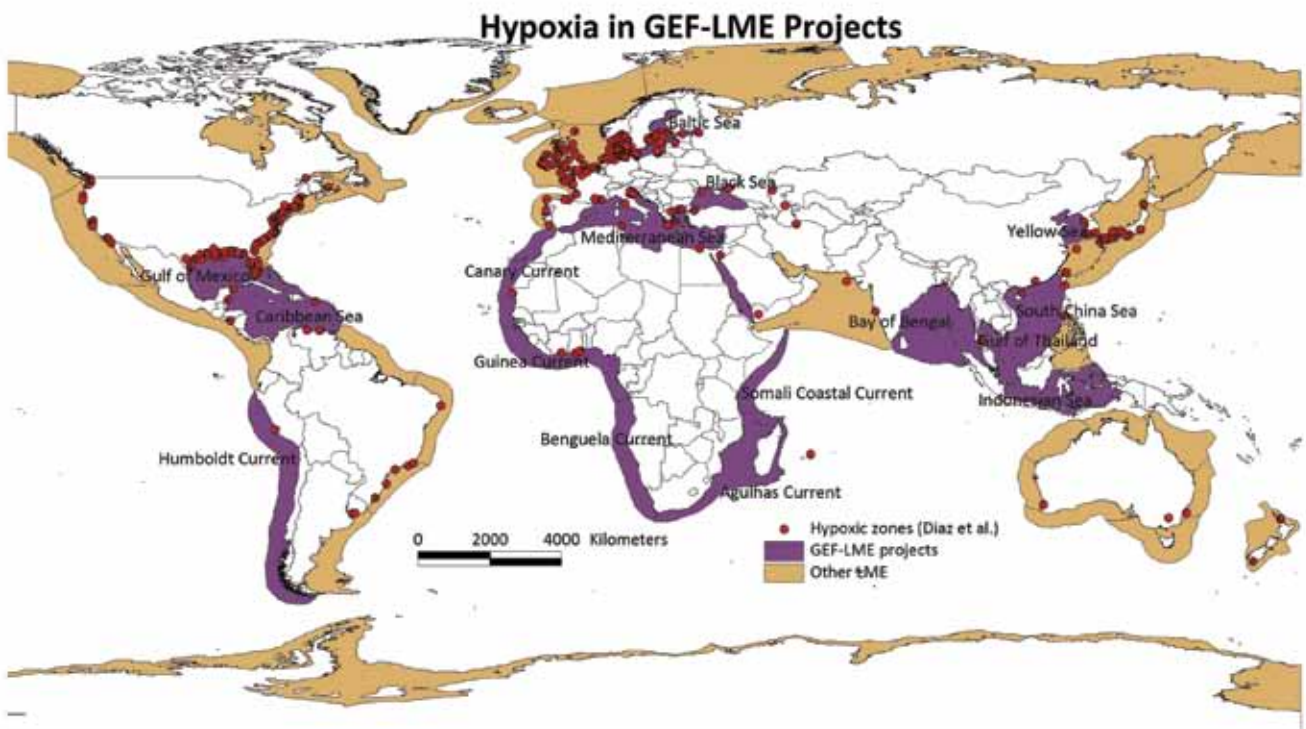 Hypoxia in GEF-LME Projects
Baltic Sea
Black Sea
Yellow Sea
Mediterranean Sea
Canary Current
Gulf of Mexico
Caribbean Sea
South China Sea
Bay of Bengal
Gulf of Thailand
Guinea Current
Somali Coastal Current
Indonesian Sea
Benguela Current
Humboldt Current
Agulhas Current
0 2000 4000 Kilometers
Hypoxic zones (Diaz et al.)
GEF-LME projects
Other LME